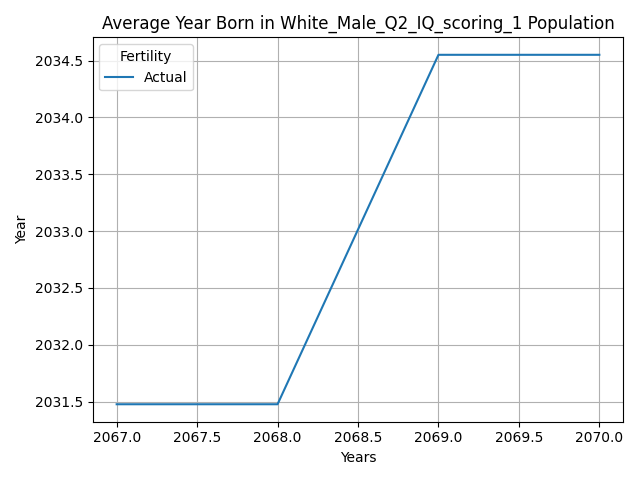 Average Year Born in White_Male_Q2_IQ_scoring_1 Population
Fertility
Actual
Year
2034.5
2034.0
2033.5
2033.0
2032.5
2032.0
2031.5
2067.0 2067.5 2068.0 2068.5 2069.0 2069.5 2070.0
Years